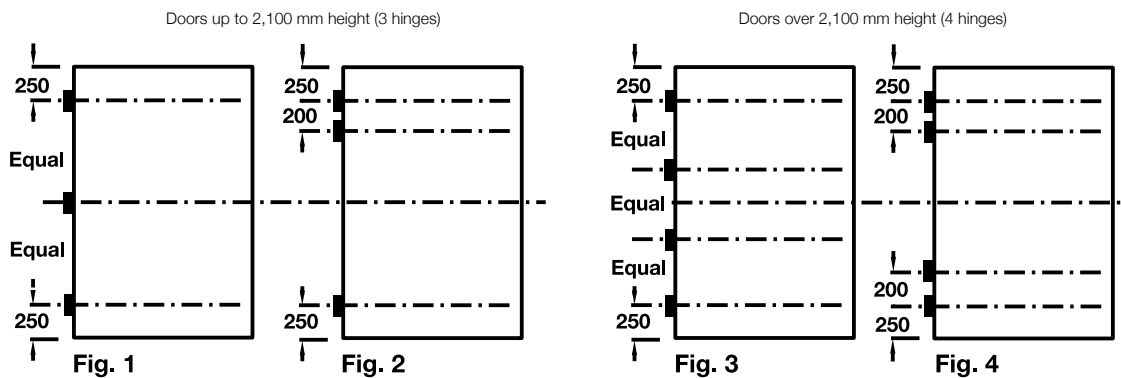 Doors up to 2,100 mm height (3 hinges)
250
Equal
Equal
250
Fig. 1
250
200
250
Fig. 2
Doors over 2,100 mm height (4 hinges)
250
Equal
Equal
Equal
250
Fig. 3
250
200
200
250
Fig. 4